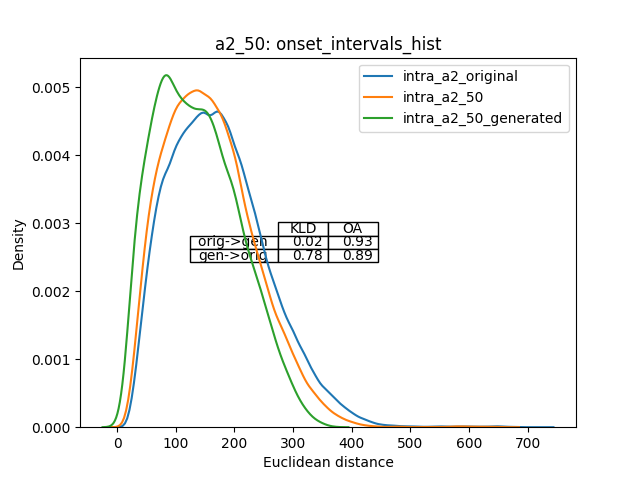 a2_50: onset_intervals_hist
intra_a2_original
intra_a2_50
intra_a2_50_generated
Density
0.005
0.004
0.003
0.002
0.001
0.000
KLD OA
orig->gen 0.02 0.93
gen->orig 0.78 0.89
0 100 200 300 400 500 600 700
Euclidean distance